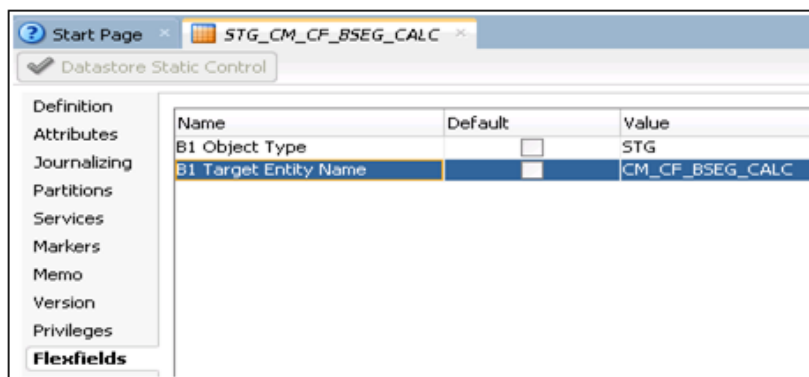 Start Page STG_CM_CF_BSEG_CALC
Datastore Static Control
Definition
Attributes
Journalizing
Partitions
Services
Markers
Memo
Version
Privileges
Flexfields
Name Default Value
B1 Object Type STG
B1 Target Entity Name CM_CF_BSEG_CALC